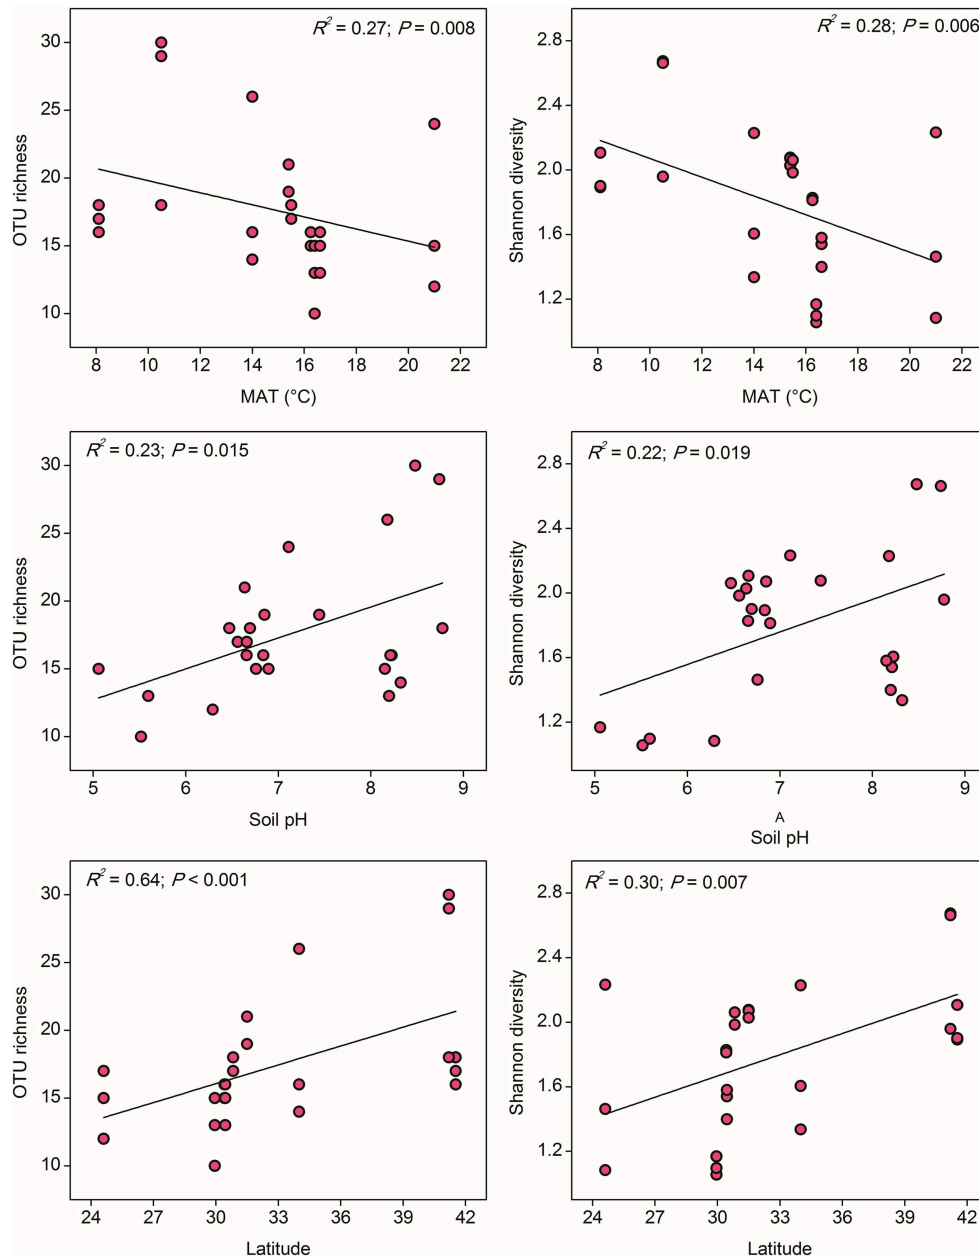 R² = 0.27; P = 0.008
30
25
20
15
10
OTU richness
8 10 12 14 16 18 20 22
MAT (°C)
R² = 0.28; P = 0.006
2.8
2.4
2.0
1.6
1.2
Shannon diversity
8 10 12 14 16 18 20 22
MAT (°C)
R² = 0.23; P = 0.015
30
25
20
15
10
OTU richness
5 6 7 8 9
Soil pH
R² = 0.22; P = 0.019
2.8
2.4
2.0
1.6
1.2
Shannon diversity
5 6 7 8 9
A
Soil pH
R² = 0.64; P < 0.001
30
25
20
15
10
OTU richness
24 27 30 33 36 39 42
Latitude
R² = 0.30; P = 0.007
2.8
2.4
2.0
1.6
1.2
Shannon diversity
24 27 30 33 36 39 42
Latitude